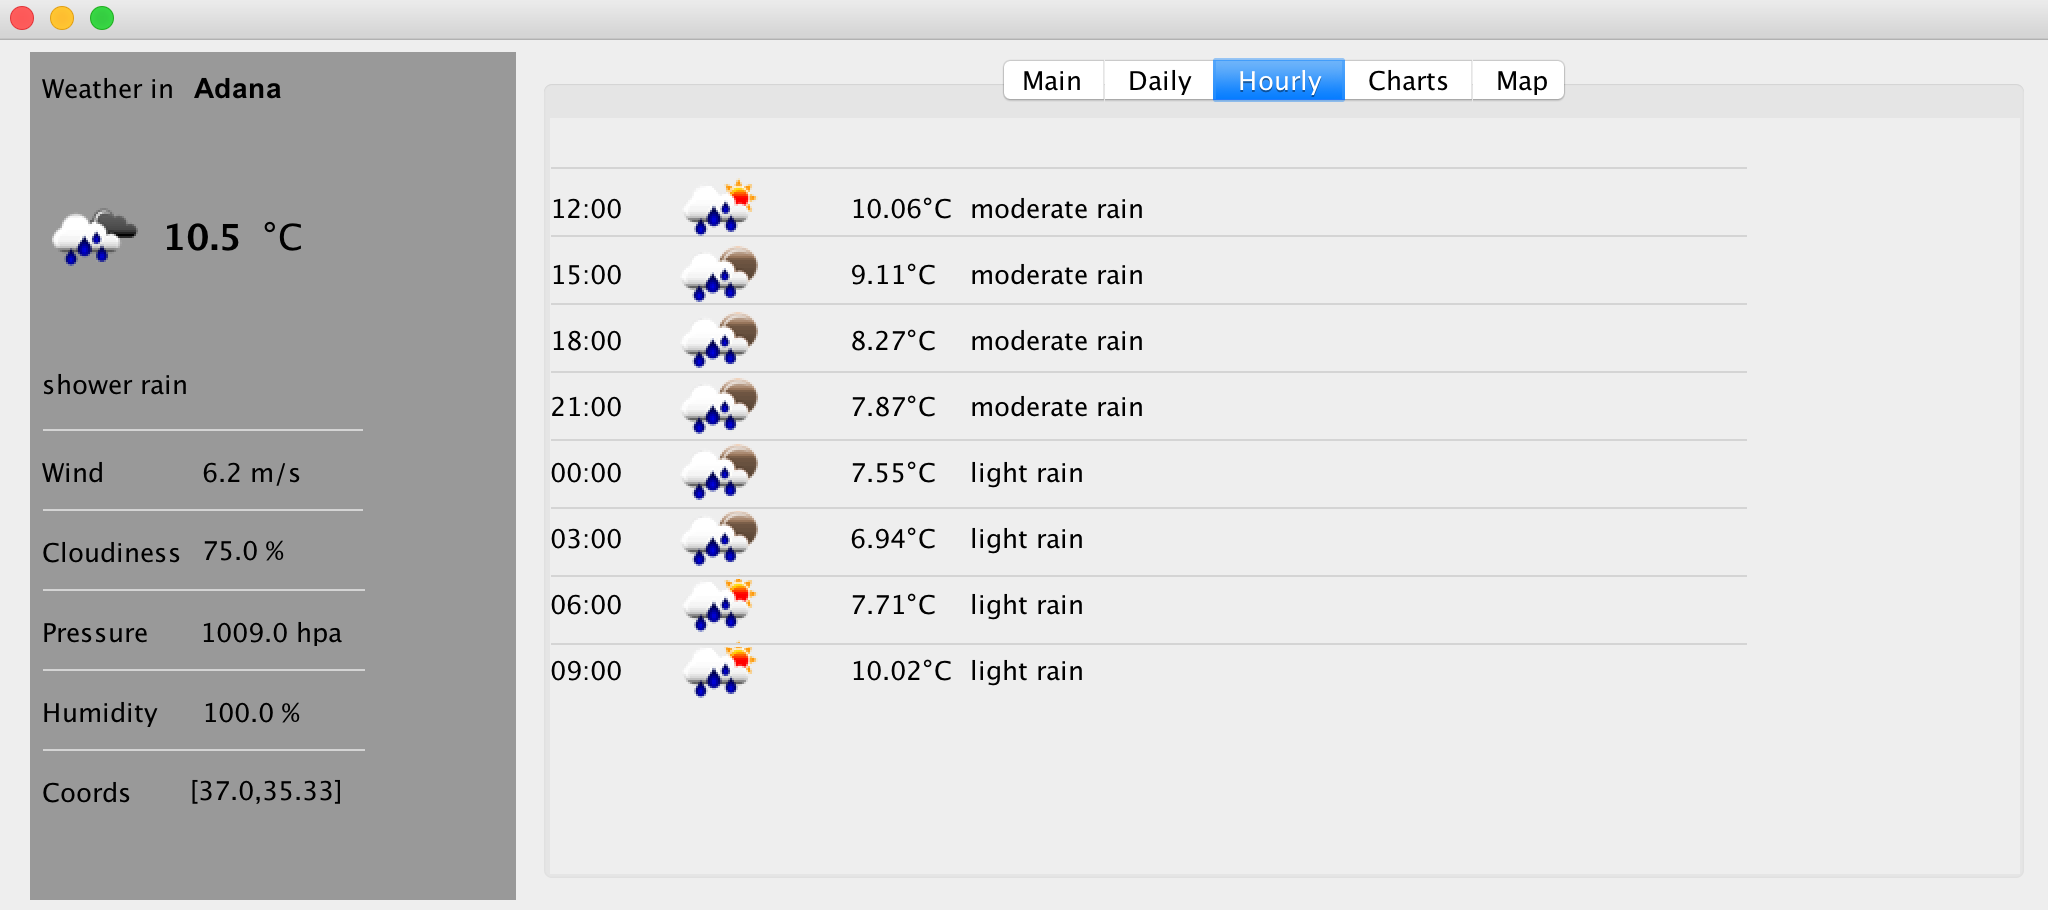 Weather in Adana
10.5 °C
shower rain
Wind 6.2 m/s
Cloudiness 75.0 %
Pressure 1009.0 hpa
Humidity 100.0 %
Coords [37.0,35.33]
Main Daily Hourly Charts Map
12:00 10.06°C moderate rain
15:00 9.11°C moderate rain
18:00 8.27°C moderate rain
21:00 7.87°C moderate rain
00:00 7.55°C light rain
03:00 6.94°C light rain
06:00 7.71°C light rain
09:00 10.02°C light rain